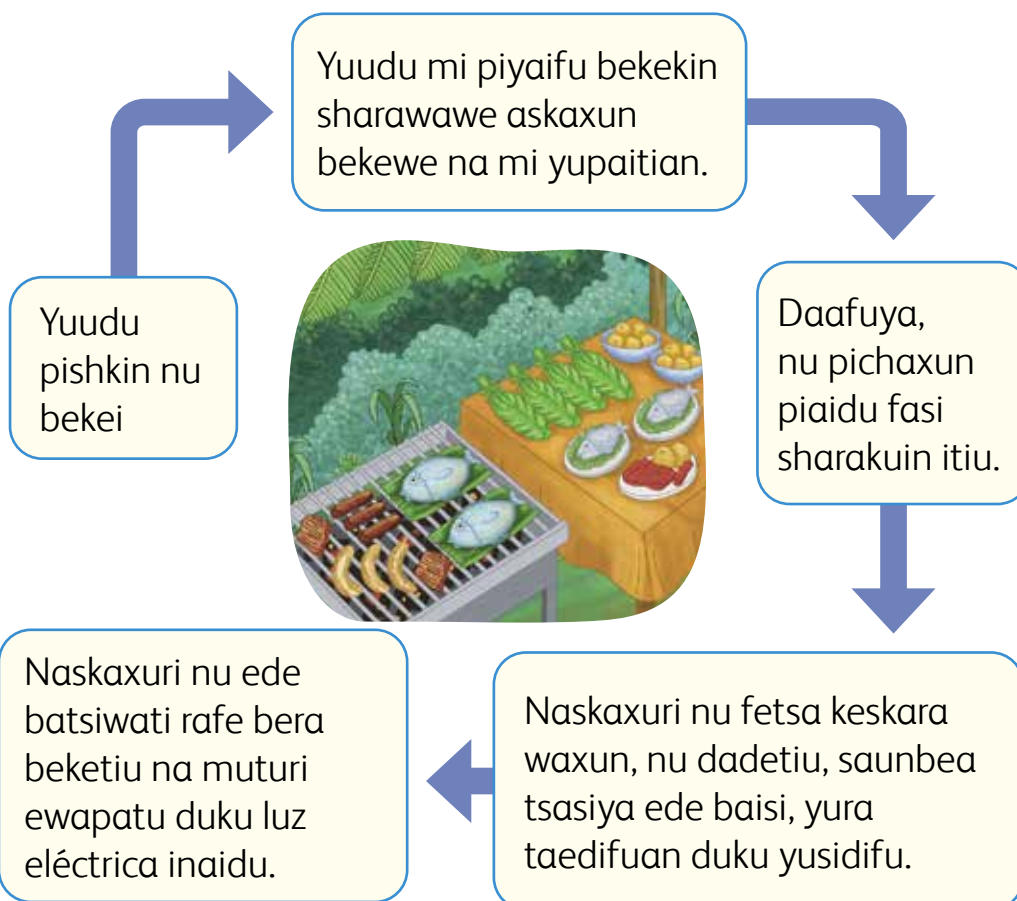 Yuudu
pishkin nu
bekei
Yuudu mi piyaifu bekekin
sharawawe askaxun
bekewe na mi yupaitian.
Daafuya,
nu pichaxun
piaidu fasi
sharakuin itiu.
Naskaxuri nu fetsa keskara
waxun, nu dadetiu, saunbea
tsasiya ede baisi, yura
taedifuan duku yusidifu.
Naskaxuri nu ede
batsiwati rafe bera
beketiu na muturi
ewapatu duku luz
eléctrica inaidu.